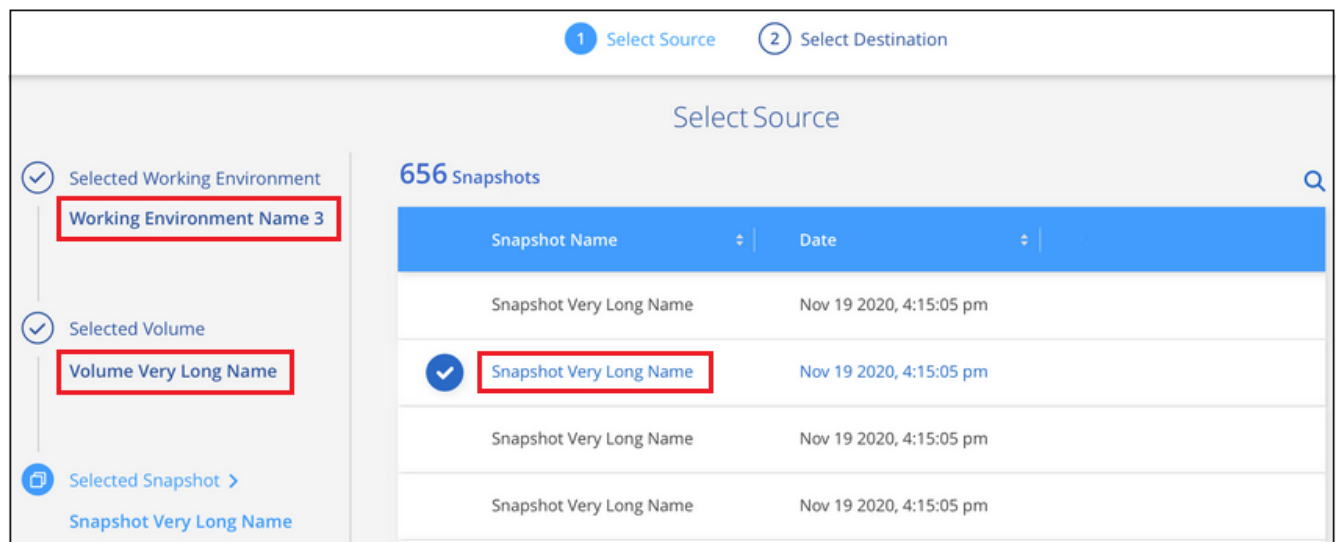 1 Select Source 2 Select Destination
Select Source
Selected Working Environment
Working Environment Name 3
Selected Volume
Volume Very Long Name
Selected Snapshot >
Snapshot Very Long Name
656 Snapshots
Snapshot Name Date
Snapshot Very Long Name Nov 19 2020, 4:15:05 pm
Snapshot Very Long Name Nov 19 2020, 4:15:05 pm
Snapshot Very Long Name Nov 19 2020, 4:15:05 pm
Snapshot Very Long Name Nov 19 2020, 4:15:05 pm